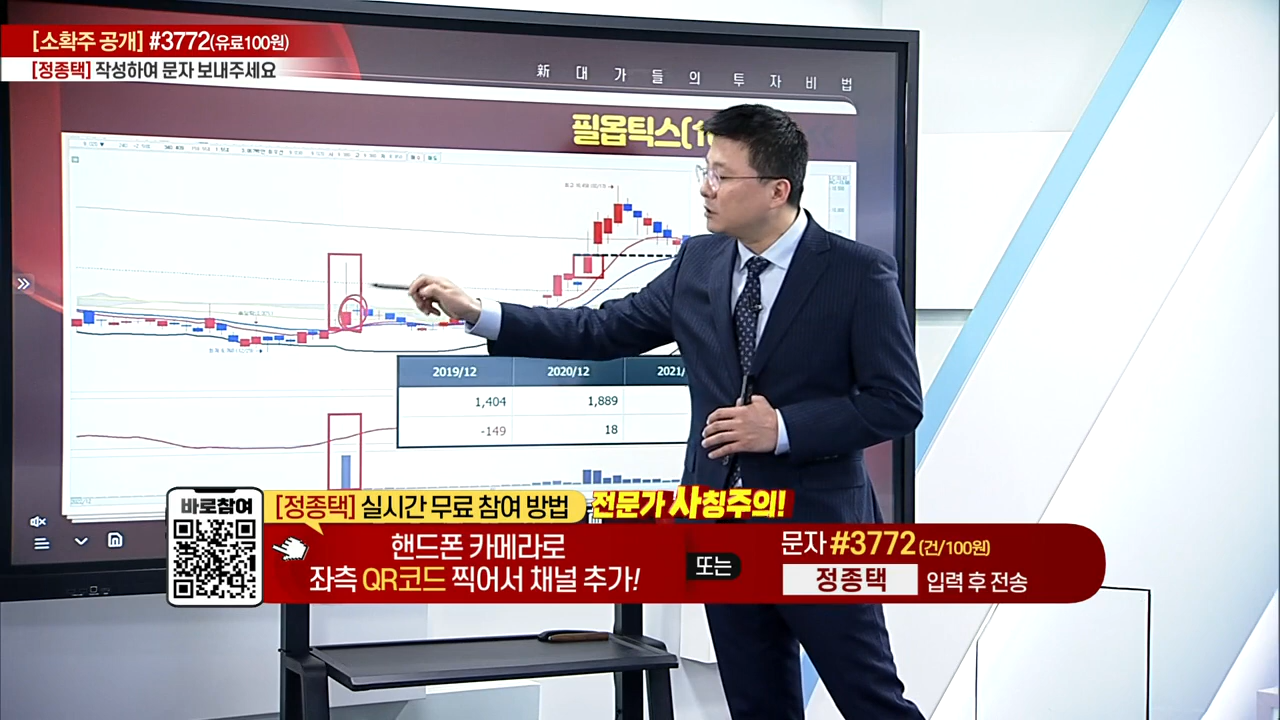 [소확주 공개] #3772(유료100원)
[정종택] 작성하여 문자 보내주세요
新 대가들의 투자비법
필옵틱스(
2019/12 2020/12 2021/
1,404 1,889
-149 18
바로참여
[정종택] 실시간 무료 참여 방법
전문가 사칭주의!
핸드폰 카메라로
좌측 QR코드 찍어서 채널 추가!
또는
문자 #3772 (건/100원)
정종택 입력 후 전송